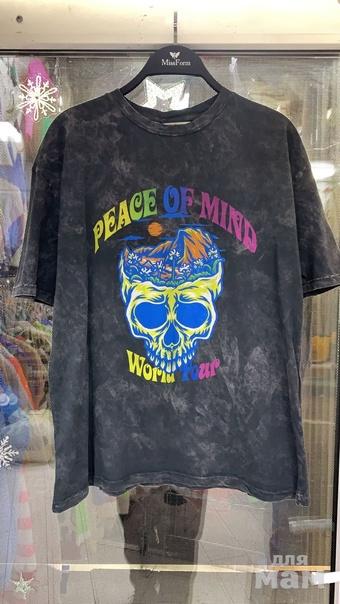 MissForm
PEACE OF MIND
World Tour
для
мам